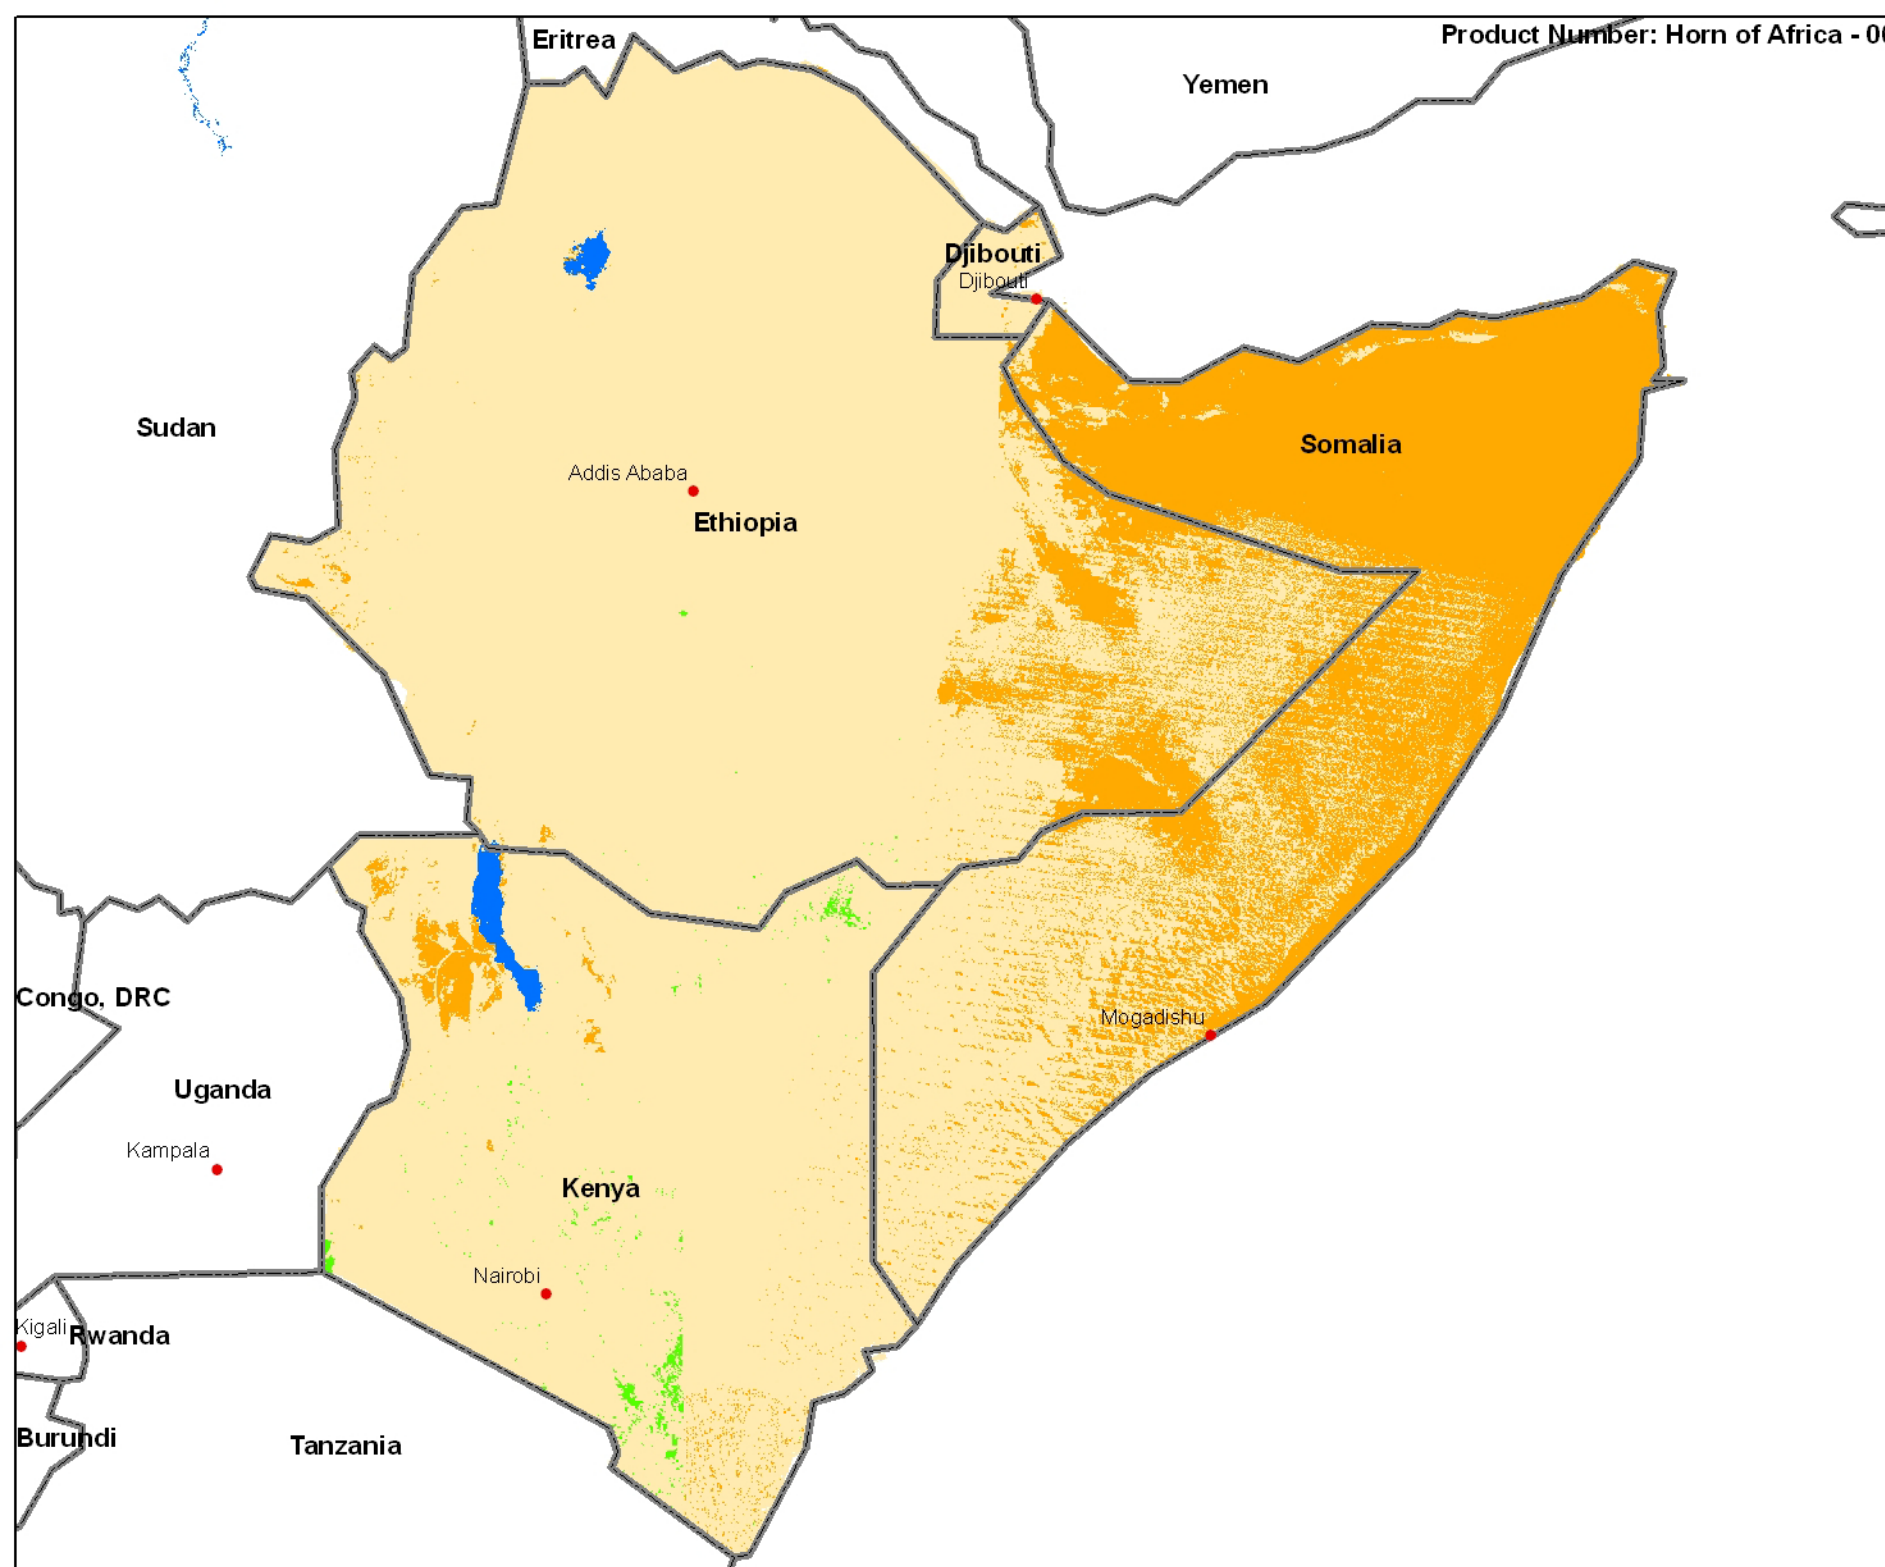 Eritrea
Product Number: Horn of Africa - 00
Yemen
Djibouti
Djibouti
Sudan
Somalia
Addis Ababa
Ethiopia
Congo, DRC
Mogadishu
Uganda
Kampala
Kenya
Nairobi
Kigali
Rwanda
Burundi
Tanzania